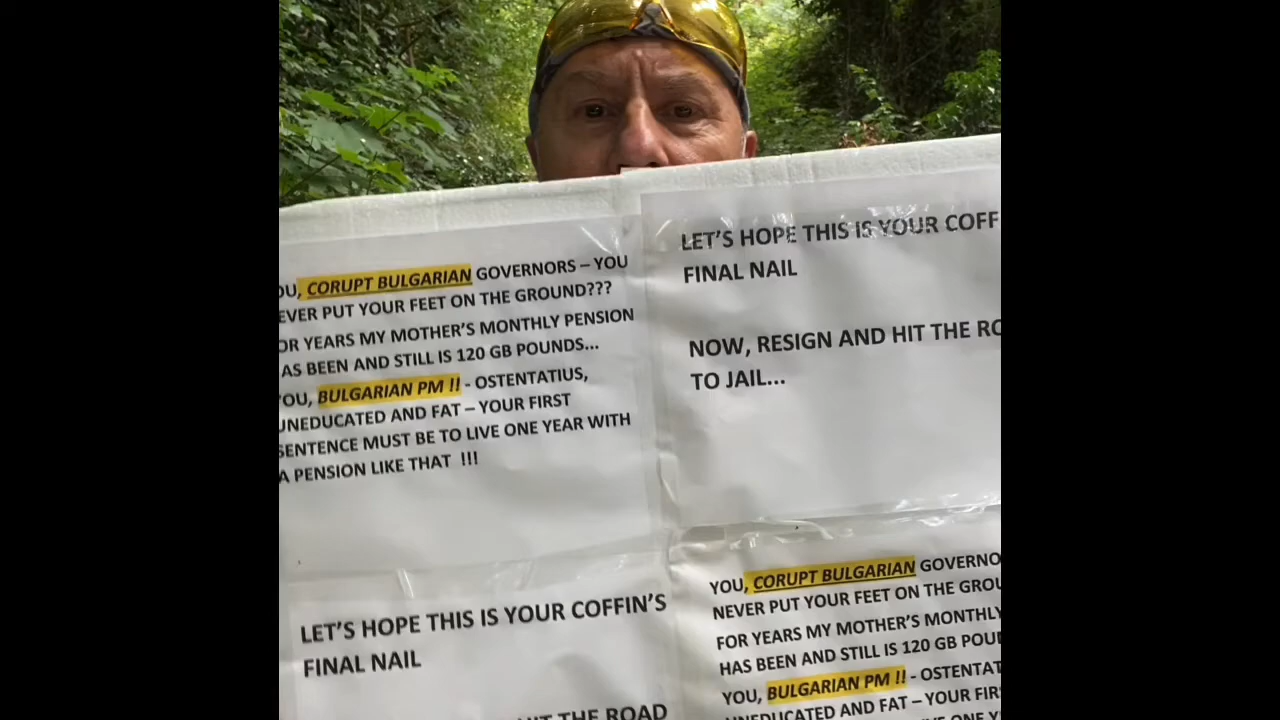 OU, CORUPT BULGARIAN GOVERNORS – YOU
EVER PUT YOUR FEET ON THE GROUND???
OR YEARS MY MOTHER'S MONTHLY PENSION
AS BEEN AND STILL IS 120 GB POUNDS...
YOU, BULGARIAN PM !! - OSTENTATIUS,
UNEDUCATED AND FAT – YOUR FIRST
SENTENCE MUST BE TO LIVE ONE YEAR WITH
A PENSION LIKE THAT !!!
LET'S HOPE THIS IS YOUR COFF
FINAL NAIL
NOW, RESIGN AND HIT THE RO
TO JAIL...
LET'S HOPE THIS IS YOUR COFFIN'S
FINAL NAIL
HIT THE ROAD
YOU, CORUPT BULGARIAN GOVERNO
NEVER PUT YOUR FEET ON THE GROU
FOR YEARS MY MOTHER'S MONTHLY
HAS BEEN AND STILL IS 120 GB POUN
YOU, BULGARIAN PM !! - OSTENTAT
UNEDUCATED AND FAT – YOUR FIR
ONE Y